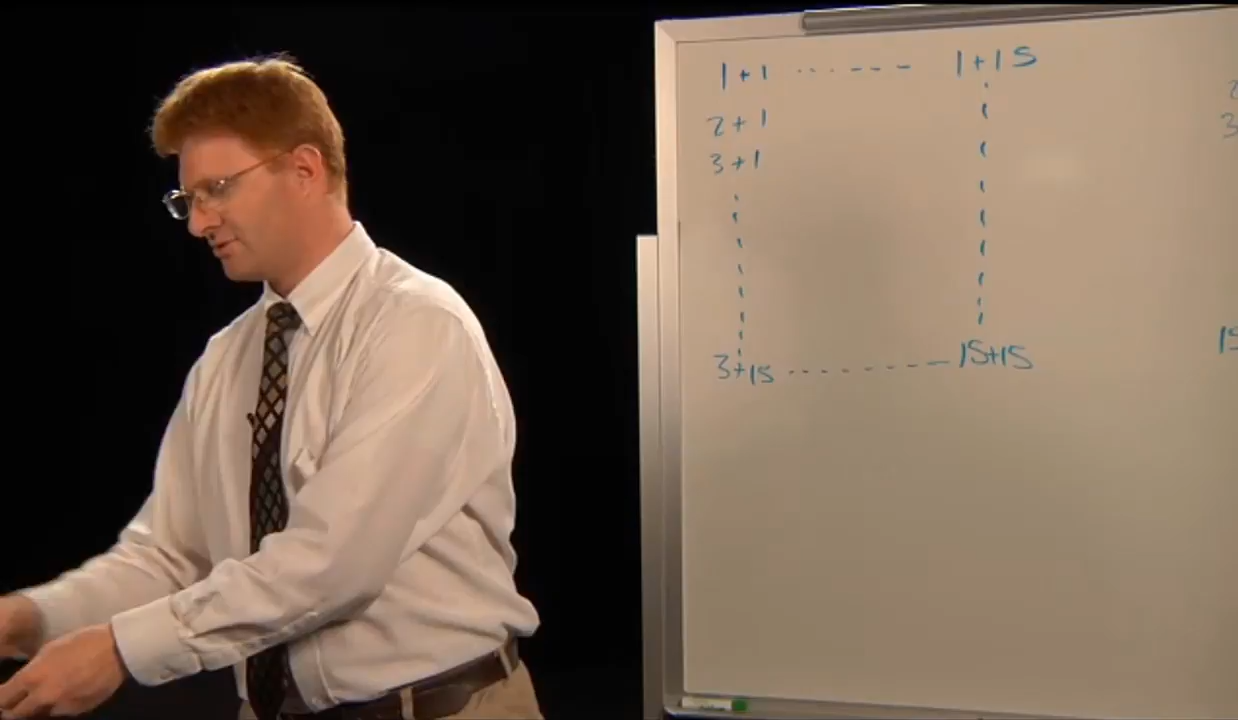 1+1 ...--- 1+15
2+1
3+1
3+15 -------- 15+15